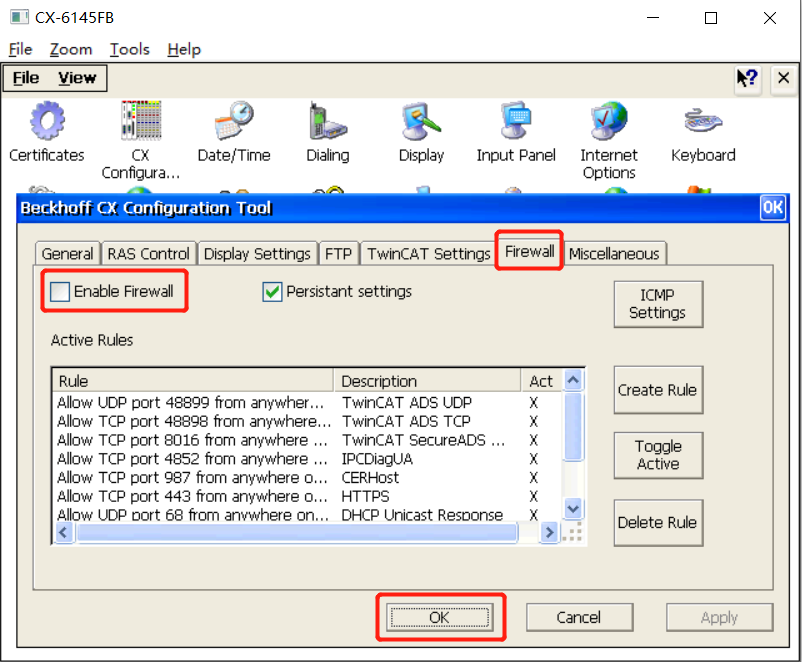 CX-6145FB
File Zoom Tools Help
File View
Certificates CX Configura... Date/Time Dialing Display Input Panel Internet Options Keyboard
Beckhoff CX Configuration Tool OK
General RAS Control Display Settings FTP TwinCAT Settings Firewall Miscellaneous
Enable Firewall Persistant settings ICMP Settings
Active Rules
Rule Description Act
Allow UDP port 48899 from anywher... TwinCAT ADS UDP X
Allow TCP port 48898 from anywhere... TwinCAT ADS TCP X
Allow TCP port 8016 from anywhere ... TwinCAT SecureADS ... X
Allow TCP port 4852 from anywhere ... IPCDiagUA X
Allow TCP port 987 from anywhere o... CERHost X
Allow TCP port 443 from anywhere o... HTTPS X
Allow UDP port 68 from anywhere on... DHCP Unicast Response X
Create Rule
Toggle Active
Delete Rule
OK Cancel Apply